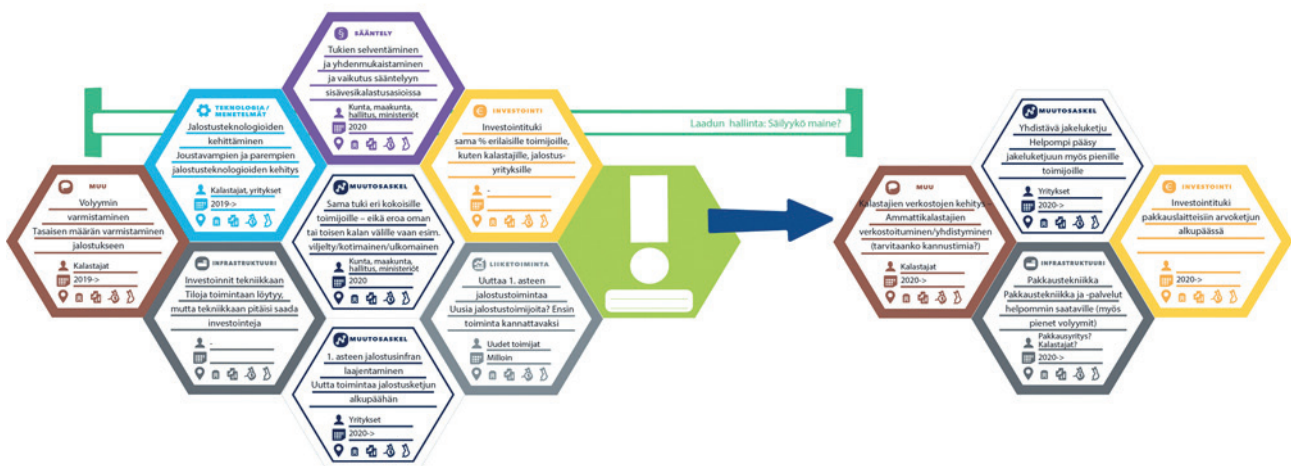 SÄÄNTELY
Tukien selventäminen
ja yhdenmukaistaminen
ja vaikutus sääntelyyn
sisävesikalastusasioissa
Kunta, maakunta,
hallitus, ministeriöt
2020
TEKNOLOGIA/
MENETELMÄT
Jalostusteknologioiden
kehittäminen
Joustavampien ja parempien
jalostusteknologioiden kehitys
Kalastajat, yritykset
2019->
INVESTOINTI
Investointituki
sama % erilaisille toimijoille,
kuten kalastajille, jalostus-
yrityksille
-
Laadun hallinta: Säilyykö maine?
MUU
Volyymin
varmistaminen
Tasaisen määrän varmistaminen
jalostukseen
Kalastajat
2019->
MUUTOSASKEL
Sama tuki eri kokoisille
toimijoille – eikä eroa oman
tai toisen kalan välille vaan esim.
viljelty/kotimainen/ulkomainen
Kunta, maakunta,
hallitus, ministeriöt
2020
INFRASTRUKTUURI
Investoinnit tekniikkaan
Tiloja toimintaan löytyy,
mutta tekniikkaan pitäisi saada
investointeja
-
LIIKETOIMINTA
Uuttaa 1. asteen
jalostustoimintaa
Uusia jalostustoimijoita? Ensin
toiminta kannattavaksi
Uudet toimijat
Milloin
MUUTOSASKEL
1. asteen jalostusinfran
laajentaminen
Uutta toimintaa jalostusketjun
alkupäähän
Yritykset
2020->
MUUTOSASKEL
Yhdistävä jakeluketju
Helpompi pääsy
jakeluketjuun myös pienille
toimijoille
Yritykset
2020->
MUU
Kalastajien verkostojen kehitys –
Ammattikalastajien
verkostoituminen/yhdistyminen
(tarvitaanko kannustimia?)
Kalastajat
2020->
INVESTOINTI
Investointituki
pakkauslaitteisiin arvoketjun
alkupäässä
2020->
INFRASTRUKTUURI
Pakkaustekniikka
Pakkaustekniikka ja -palvelut
helpommin saataville (myös
pienet volyymit)
Pakkausyritys?
Kalastajat?
2020->